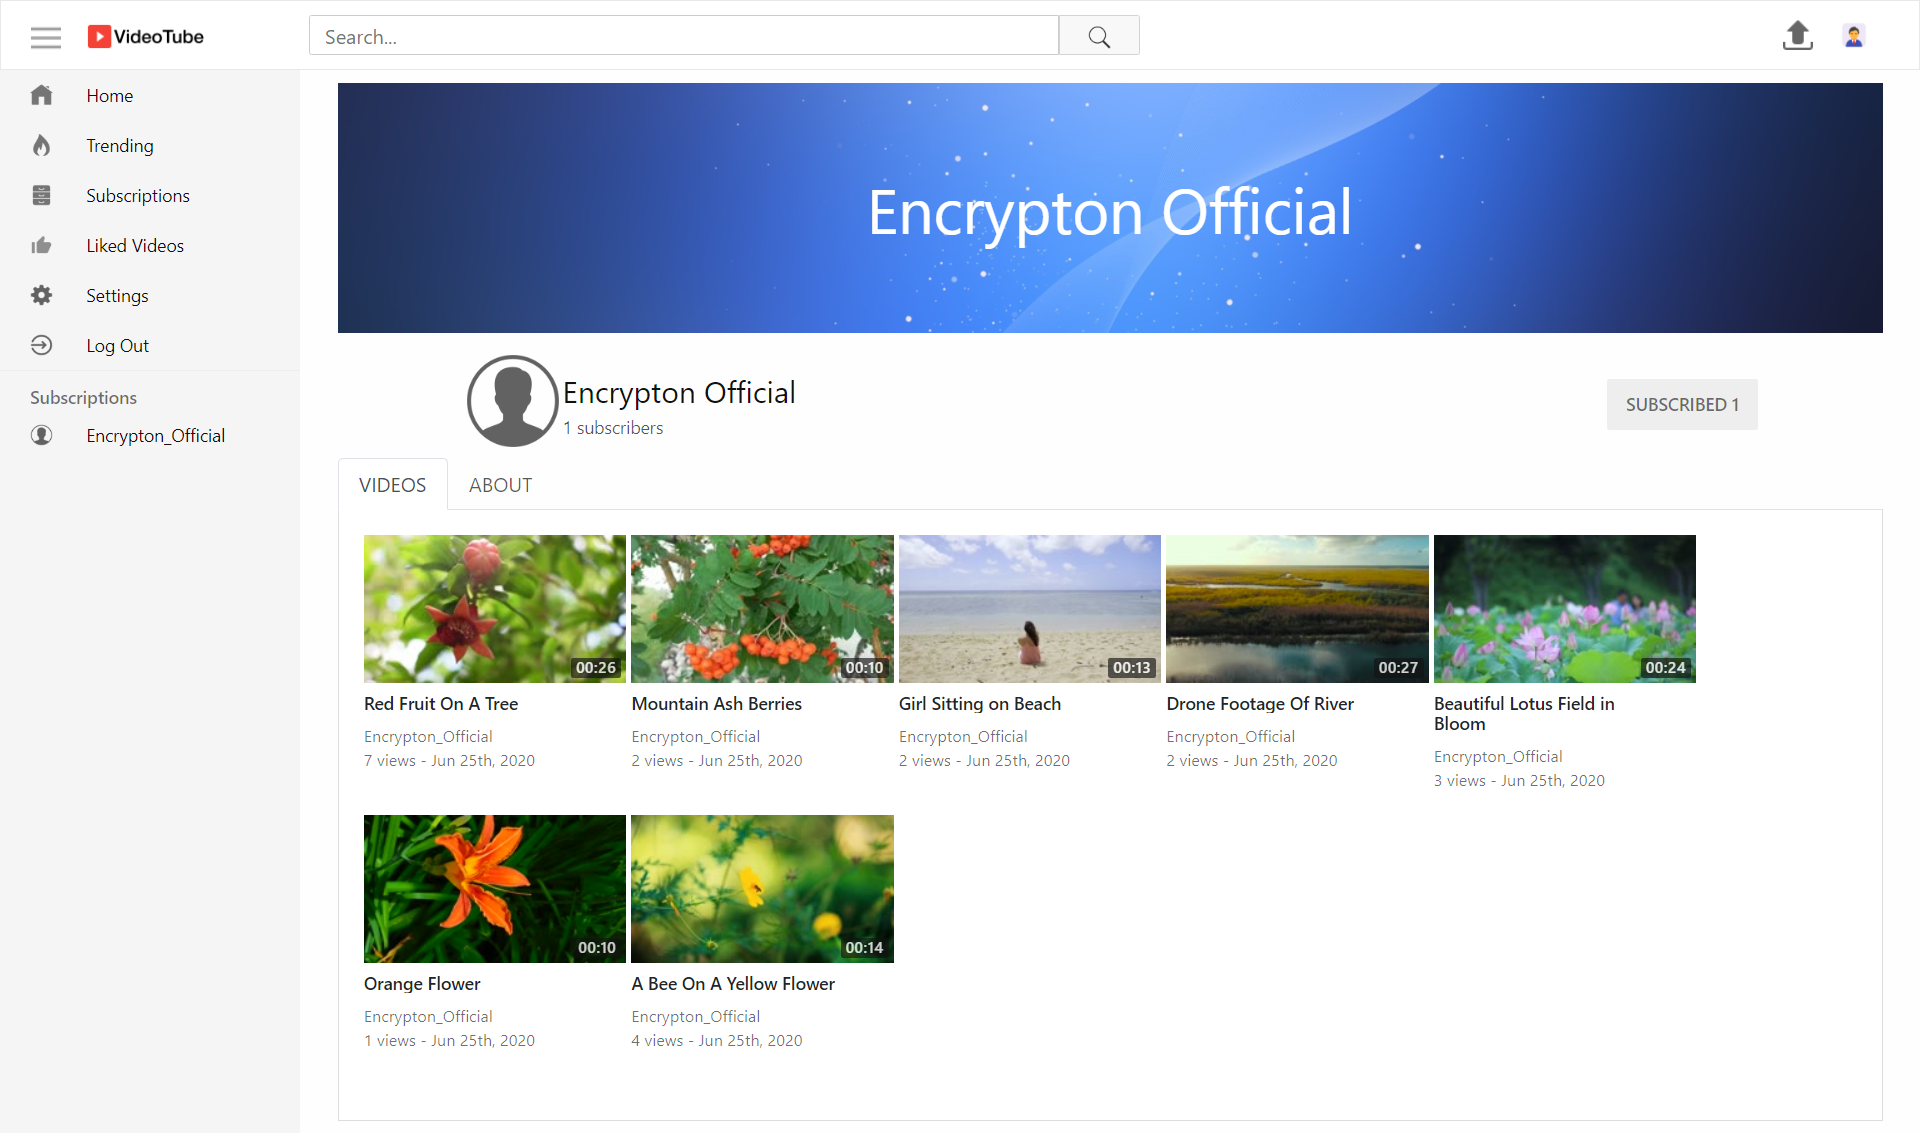 VideoTube
Search...
Home
Trending
Subscriptions
Liked Videos
Settings
Log Out
Subscriptions
Encrypton_Official
Encrypton Official
Encrypton Official
1 subscribers
SUBSCRIBED 1
VIDEOS ABOUT
00:26
Red Fruit On A Tree
Encrypton_Official
7 views - Jun 25th, 2020
00:10
Mountain Ash Berries
Encrypton_Official
2 views - Jun 25th, 2020
00:13
Girl Sitting on Beach
Encrypton_Official
2 views - Jun 25th, 2020
00:27
Drone Footage Of River
Encrypton_Official
2 views - Jun 25th, 2020
00:24
Beautiful Lotus Field in
Bloom
Encrypton_Official
3 views - Jun 25th, 2020
00:10
Orange Flower
Encrypton_Official
1 views - Jun 25th, 2020
00:14
A Bee On A Yellow Flower
Encrypton_Official
4 views - Jun 25th, 2020